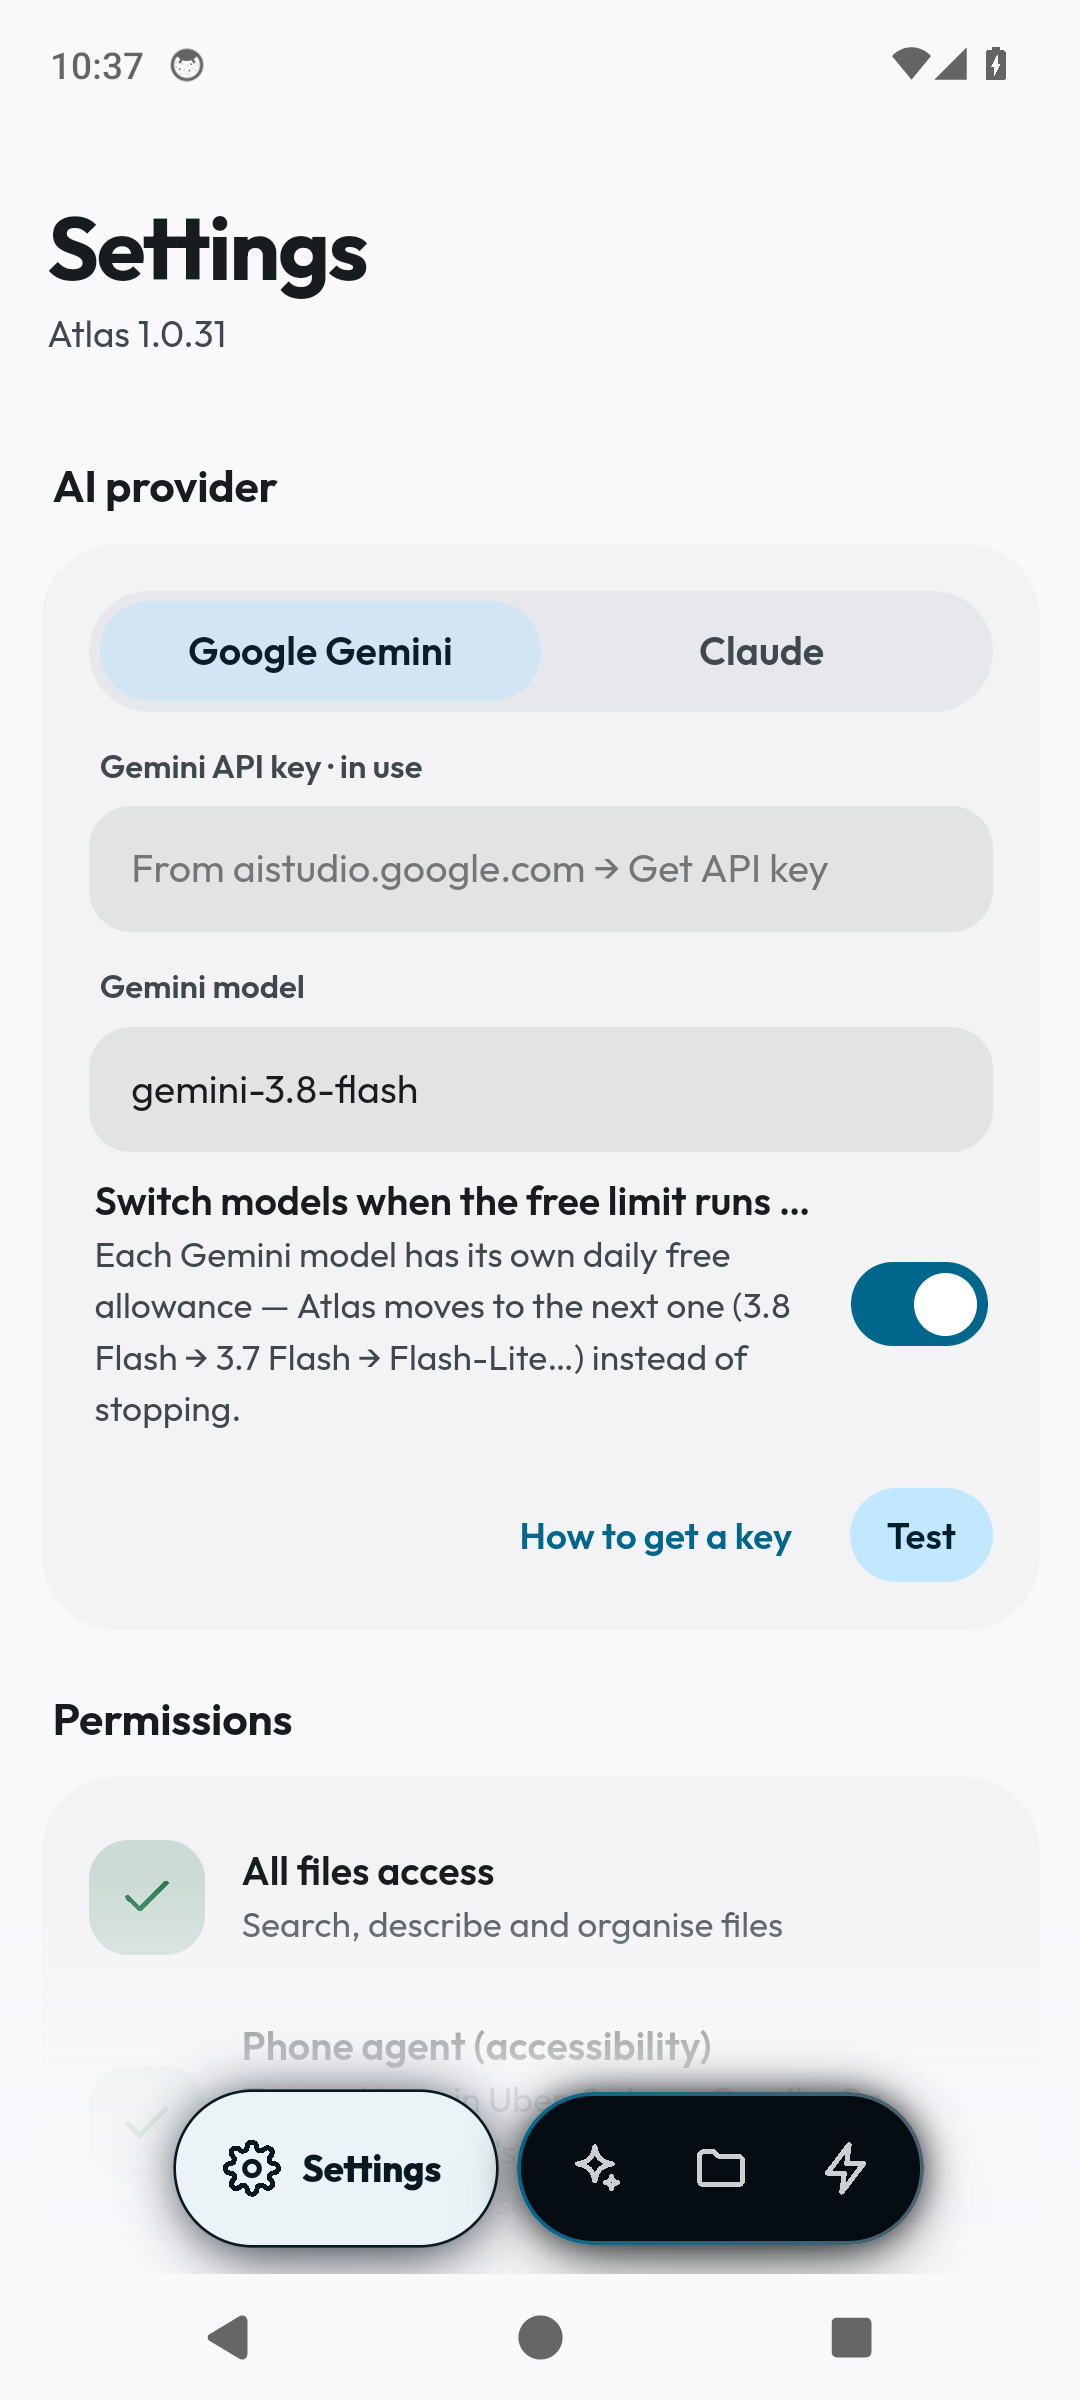 10:37
Settings
Atlas 1.0.31
AI provider
Google Gemini
Claude
Gemini API key · in use
From aistudio.google.com → Get API key
Gemini model
gemini-3.8-flash
Switch models when the free limit runs ...
Each Gemini model has its own daily free
allowance — Atlas moves to the next one (3.8
Flash → 3.7 Flash → Flash-Lite...) instead of
stopping.
How to get a key
Test
Permissions
All files access
Search, describe and organise files
Phone agent (accessibility)
in Uber
Settings